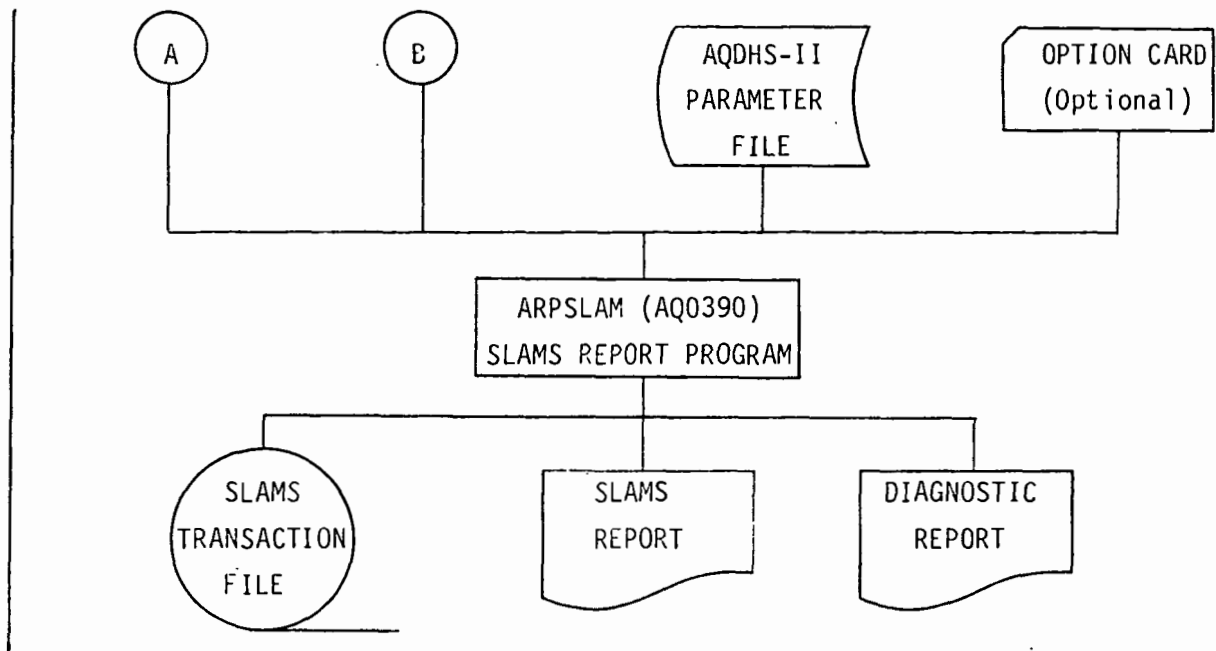 A
B
AQDHS-II
PARAMETER
FILE
OPTION CARD
(Optional)
ARPSLAM (AQ0390)
SLAMS REPORT PROGRAM
SLAMS
TRANSACTION
FILE
SLAMS
REPORT
DIAGNOSTIC
REPORT